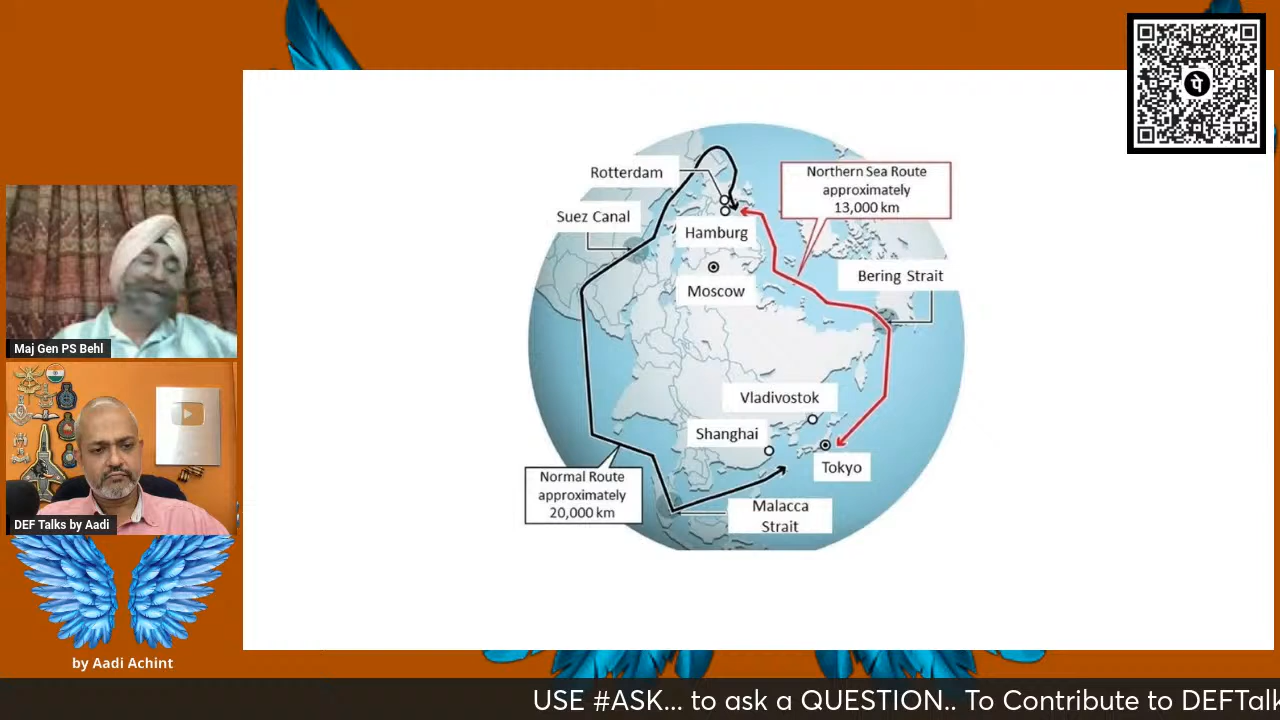 Rotterdam
Suez Canal
Hamburg
Moscow
Northern Sea Route
approximately
13,000 km
Bering Strait
Vladivostok
Shanghai
Tokyo
Normal Route
approximately
20,000 km
Malacca
Strait
पे
Maj Gen PS Behl
DEF Talks by Aadi
by Aadi Achint
USE #ASK... to ask a QUESTION.. To Contribute to DEFTalk